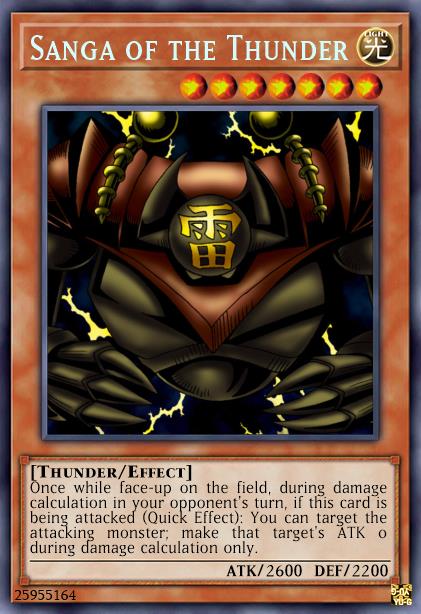 Sanga of the Thunder
LIGHT
光
雷
[Thunder/Effect]
Once while face-up on the field, during damage
calculation in your opponent's turn, if this card is
being attacked (Quick Effect): You can target the
attacking monster; make that target's ATK o
during damage calculation only.
ATK/2600 DEF/2200
25955164